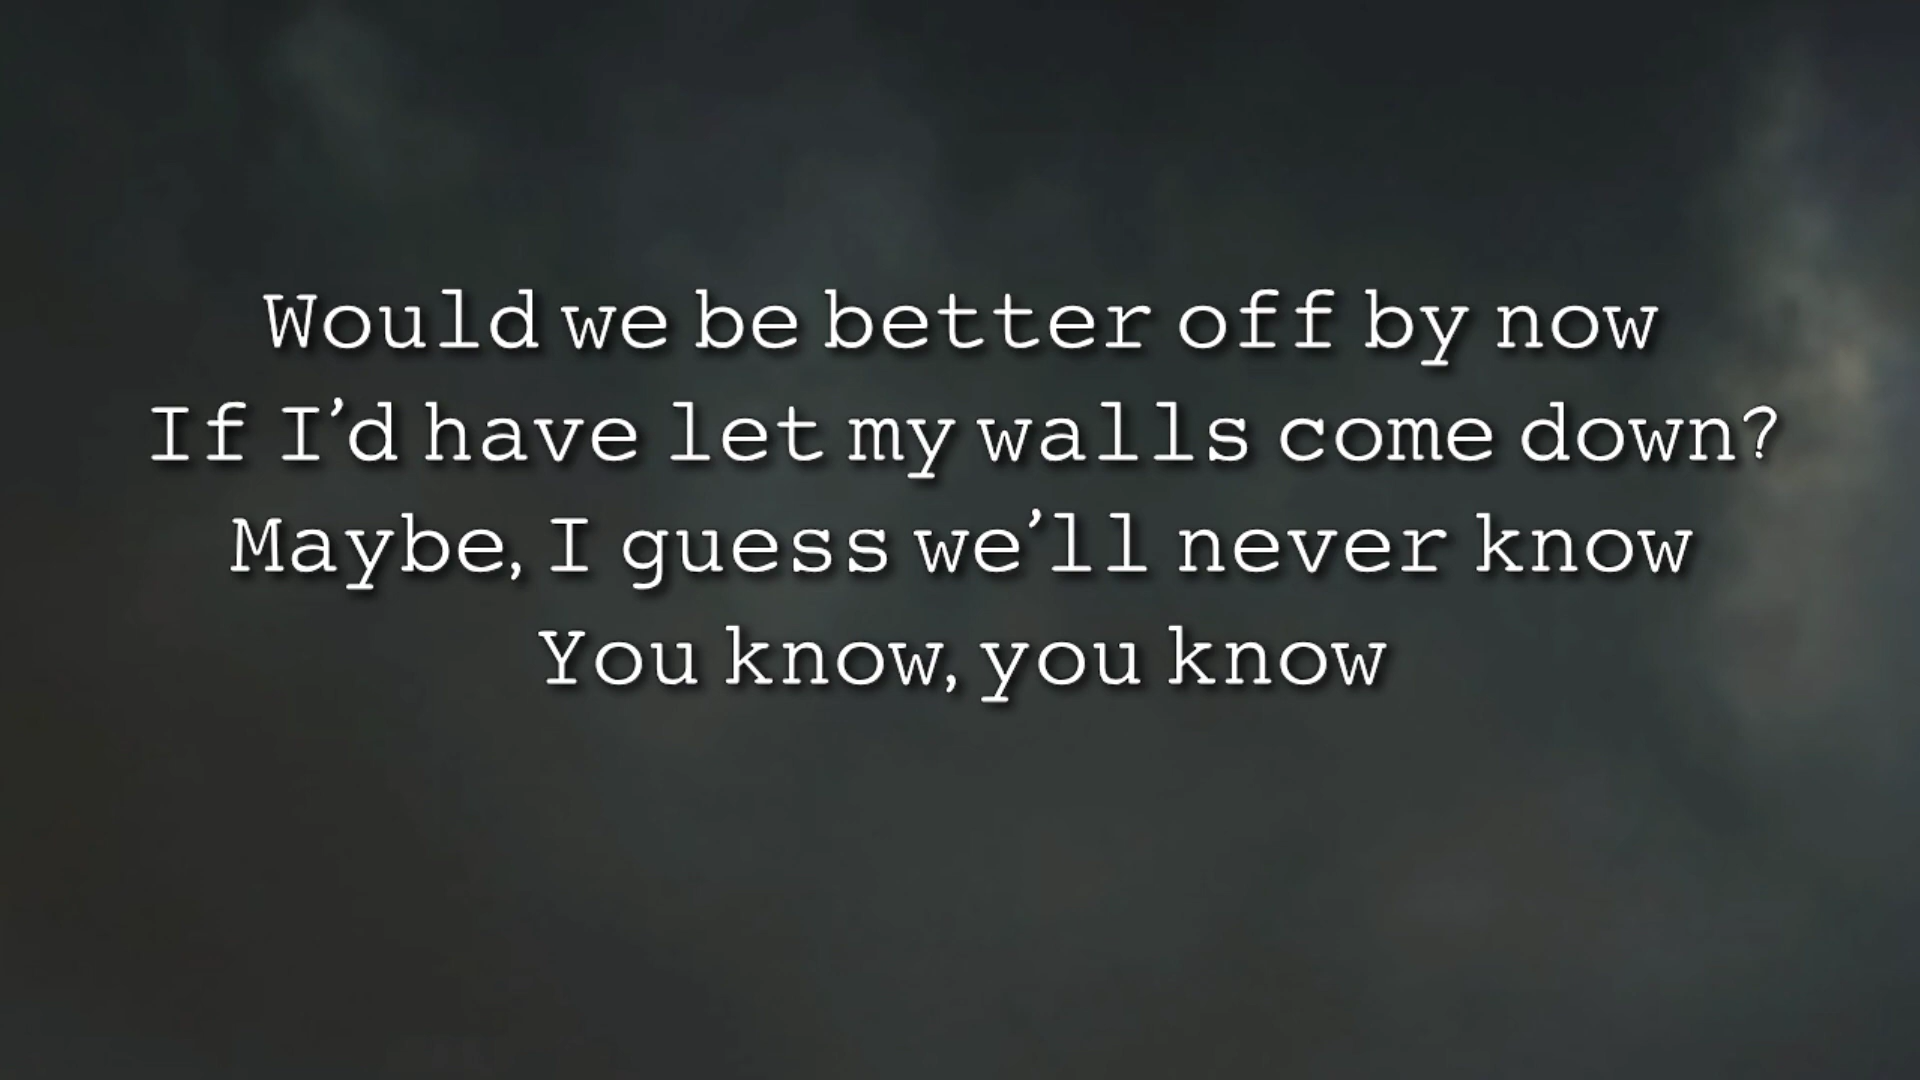 Would we be better off by now
If I’d have let my walls come down?
Maybe, I guess we’ll never know
You know, you know